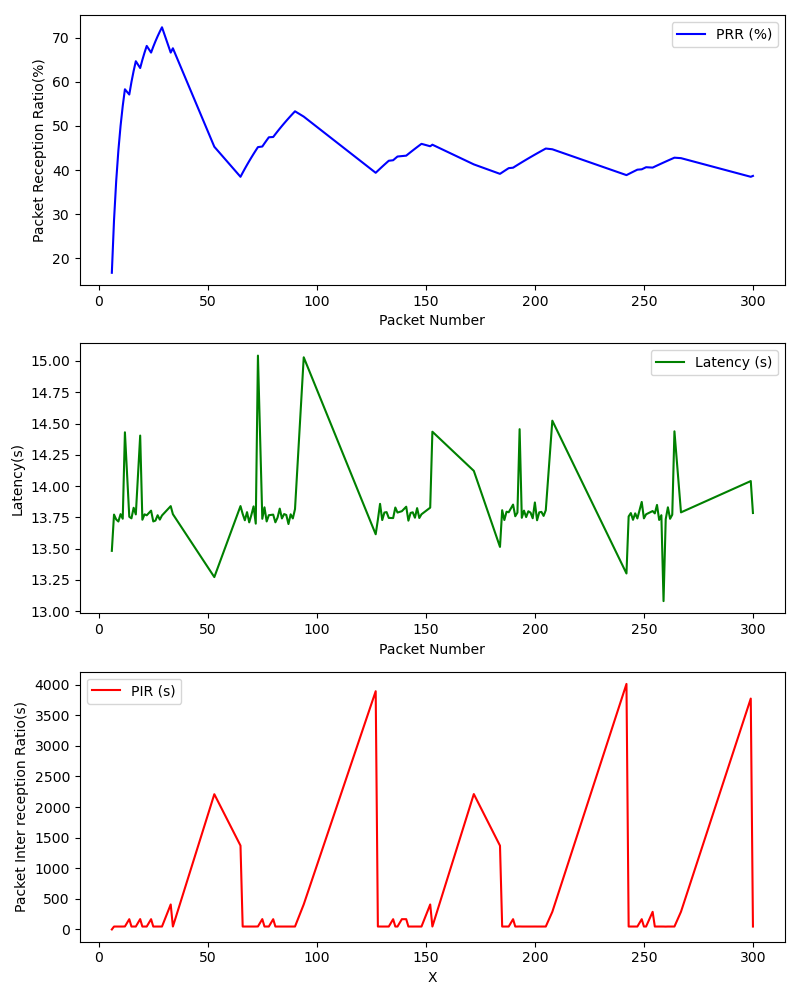 PRR (%)
Packet Reception Ratio(%)
70
60
50
40
30
20
0 50 100 150 200 250 300
Packet Number
Latency (s)
Latency(s)
15.00
14.75
14.50
14.25
14.00
13.75
13.50
13.25
13.00
0 50 100 150 200 250 300
Packet Number
PIR (s)
Packet Inter reception Ratio(s)
4000
3500
3000
2500
2000
1500
1000
500
0
0 50 100 150 200 250 300
X